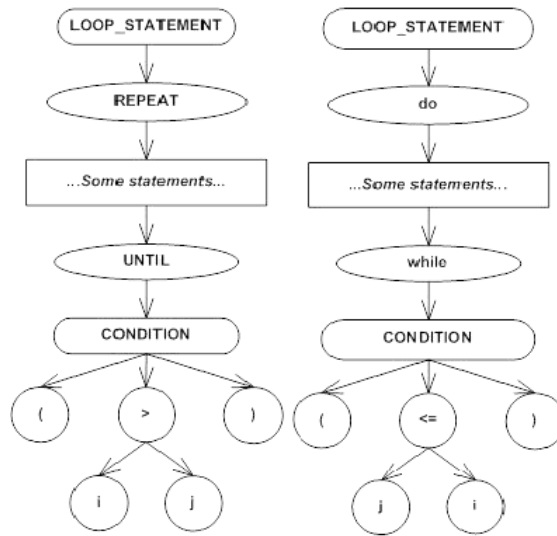 LOOP_STATEMENT
REPEAT
...Some statements...
UNTIL
CONDITION
( > )
i j
LOOP_STATEMENT
do
...Some statements...
while
CONDITION
( <= )
j i